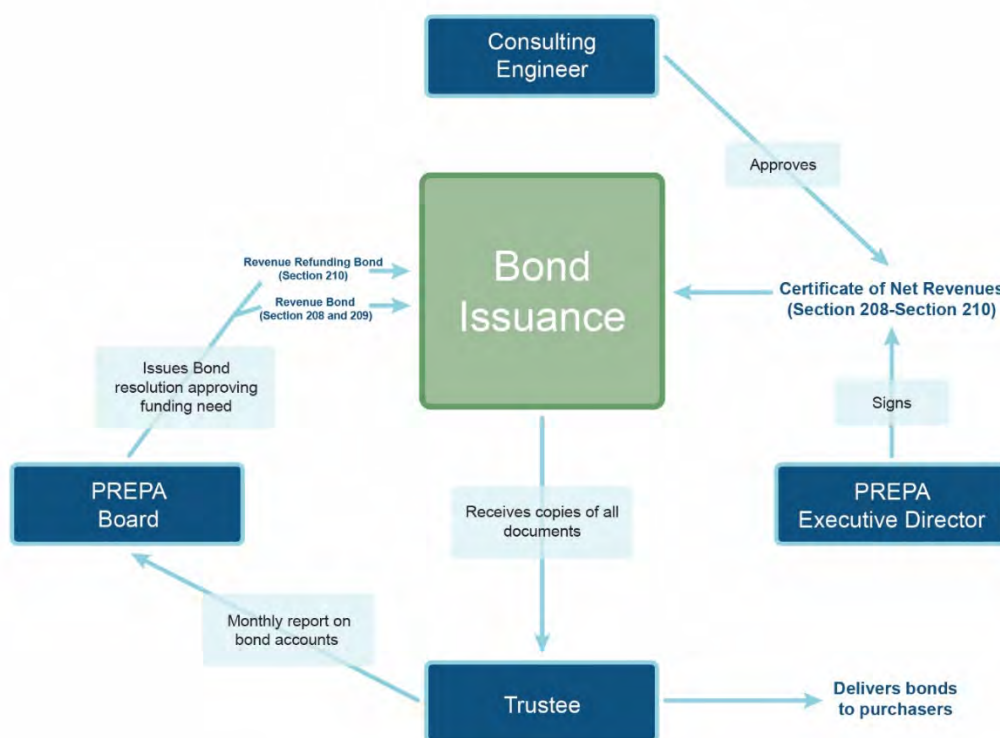 Consulting
Engineer
Approves
Bond
Issuance
Revenue Refunding Bond
(Section 210)
Revenue Bond
(Section 208 and 209)
Certificate of Net Revenues
(Section 208-Section 210)
Issues Bond
resolution approving
funding need
Signs
PREPA
Board
Receives copies of all
documents
PREPA
Executive Director
Monthly report on
bond accounts
Trustee
Delivers bonds
to purchasers